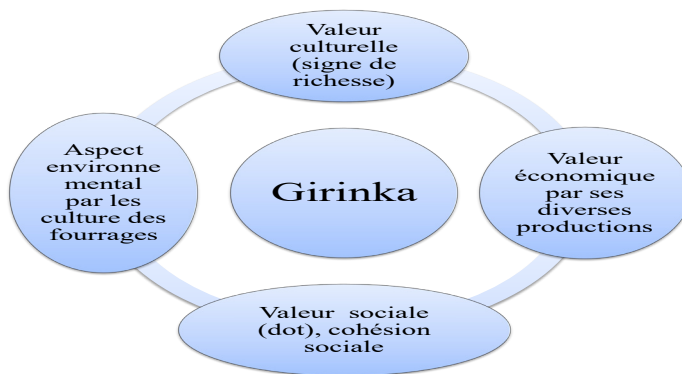 Valeur
culturelle
(signe de
richesse)
Aspect
environne
mental
par les
culture des
fourrages
Girinka
Valeur
économique
par ses
diverses
productions
Valeur sociale
(dot), cohésion
sociale